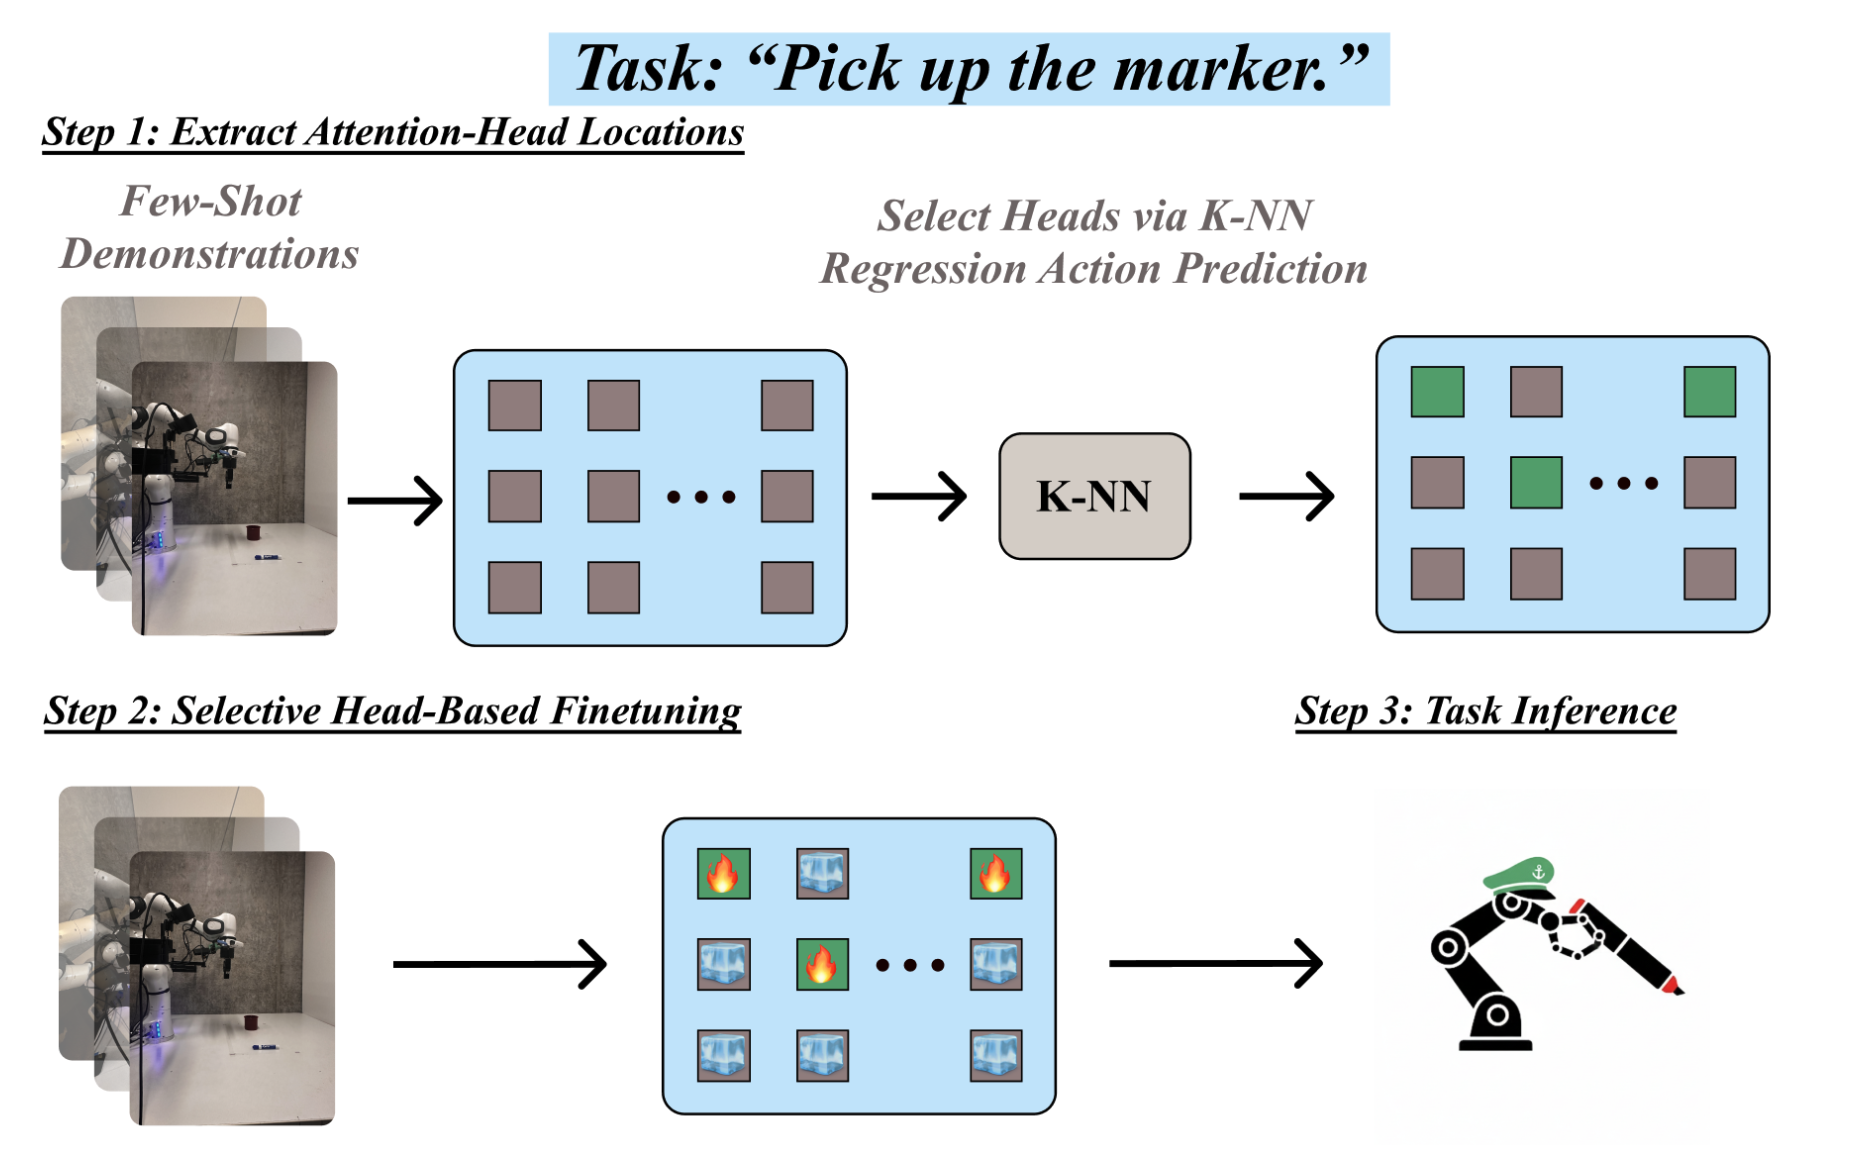 Task: “Pick up the marker.”
Step 1: Extract Attention-Head Locations
Few-Shot
Demonstrations
Select Heads via K-NN
Regression Action Prediction
K-NN
Step 2: Selective Head-Based Finetuning
Step 3: Task Inference